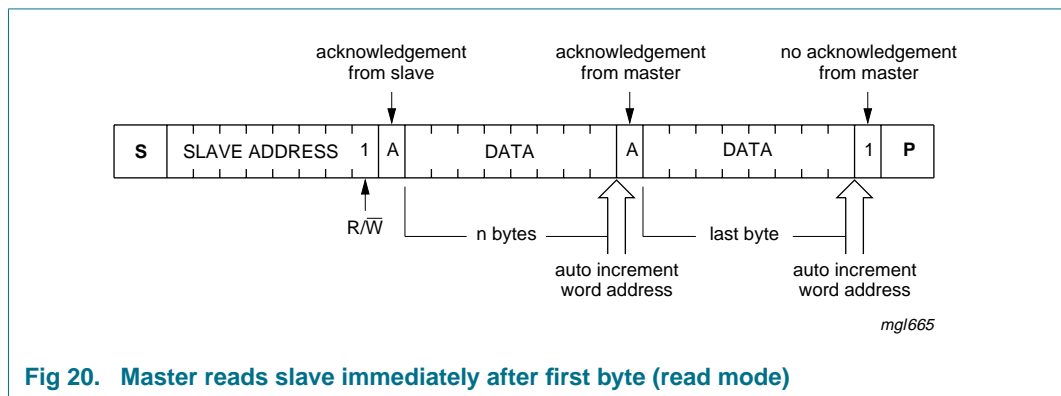 acknowledgement
from slave
acknowledgement
from master
no acknowledgement
from master
S SLAVE ADDRESS 1 A DATA A DATA 1 P
R/W̅ n bytes last byte
auto increment
word address
auto increment
word address
mgl665
Fig 20. Master reads slave immediately after first byte (read mode)